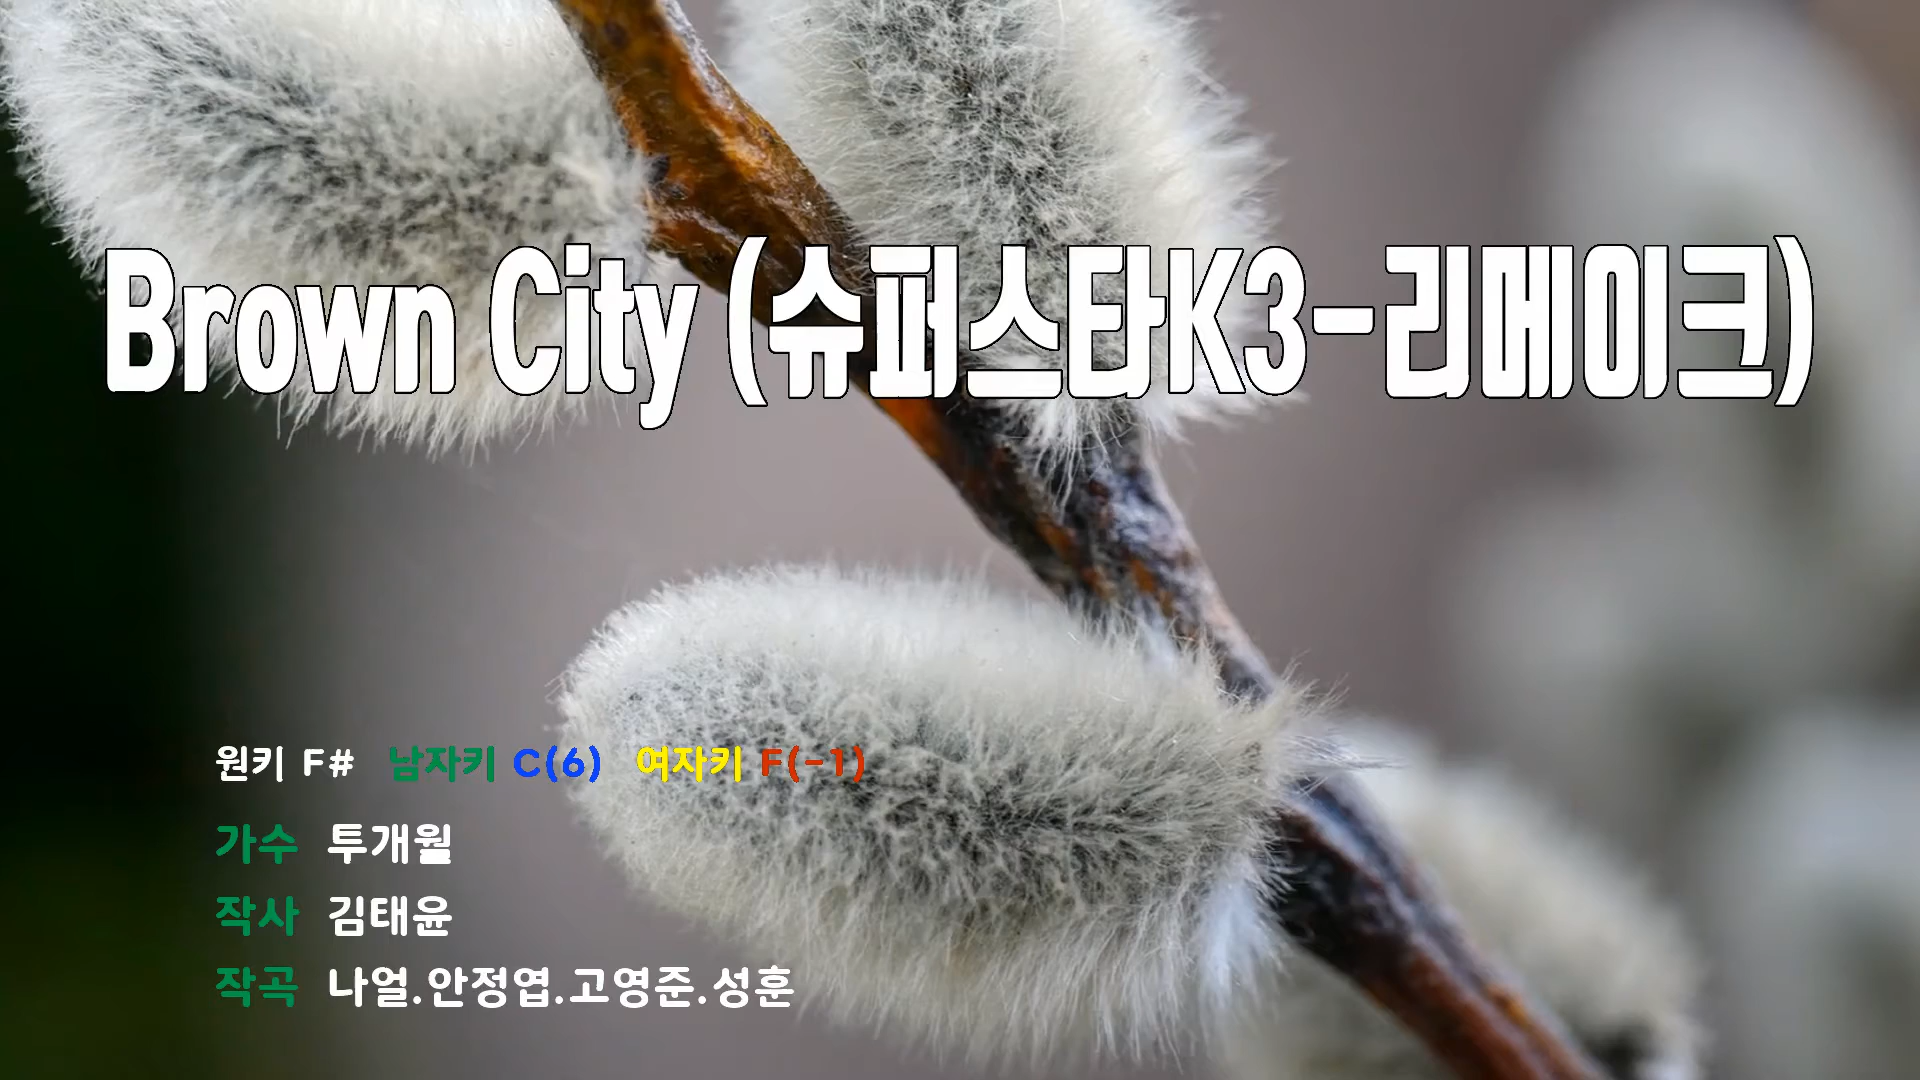 Brown City (슈퍼스타K3-리메이크)
원키 F# 남자키 C(6) 여자키 F(-1)
가수 투개월
작사 김태윤
작곡 나얼.안정엽.고영준.성훈